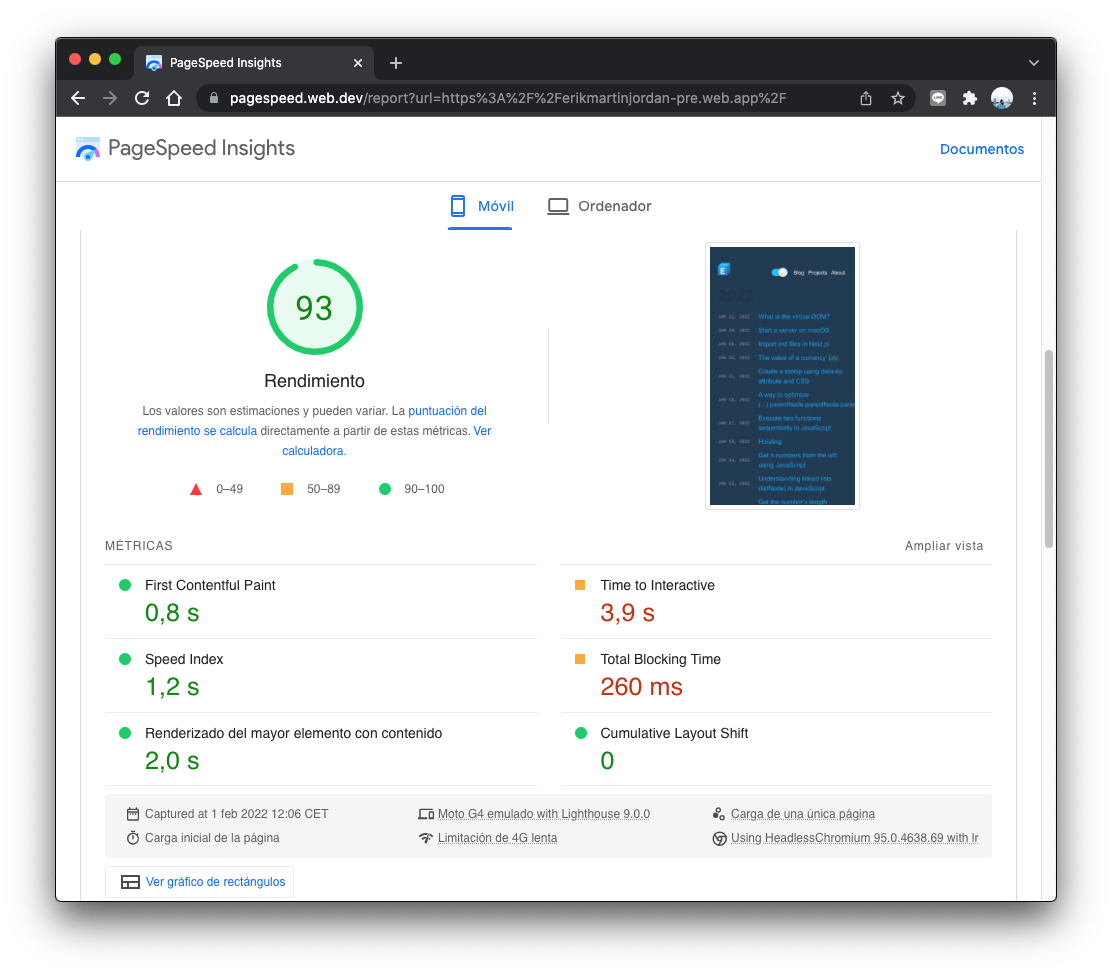 PageSpeed Insights
pagespeed.web.dev/report?url=https%3A%2F%2Ferikmartinjordan-pre.web.app%2F
PageSpeed Insights
Documentos
Móvil
Ordenador
93
Rendimiento
Los valores son estimaciones y pueden variar. La puntuación del
rendimiento se calcula directamente a partir de estas métricas. Ver
calculadora.
0–49
50–89
90–100
E
Blog Projects About
2022
JAN 31, 2022 What is the virtual DOM?
Start a server on macOS
Import md files in Next.js
The value of a currency
Create a tooltip using data-tip
attribute and CSS
A way to optimize:
(...).parentNode.parentNode.pare
Execute two functions
sequentially in JavaScript
Hoisting
Get n numbers from the left
using JavaScript
Understanding linked lists
(listNode) in JavaScript
Get the number's length
MÉTRICAS
Ampliar vista
First Contentful Paint
0,8 s
Time to Interactive
3,9 s
Speed Index
1,2 s
Total Blocking Time
260 ms
Renderizado del mayor elemento con contenido
2,0 s
Cumulative Layout Shift
0
Captured at 1 feb 2022 12:06 CET
Moto G4 emulado with Lighthouse 9.0.0
Carga de una única página
Carga inicial de la página
Limitación de 4G lenta
Using HeadlessChromium 95.0.4638.69 with lr
Ver gráfico de rectángulos